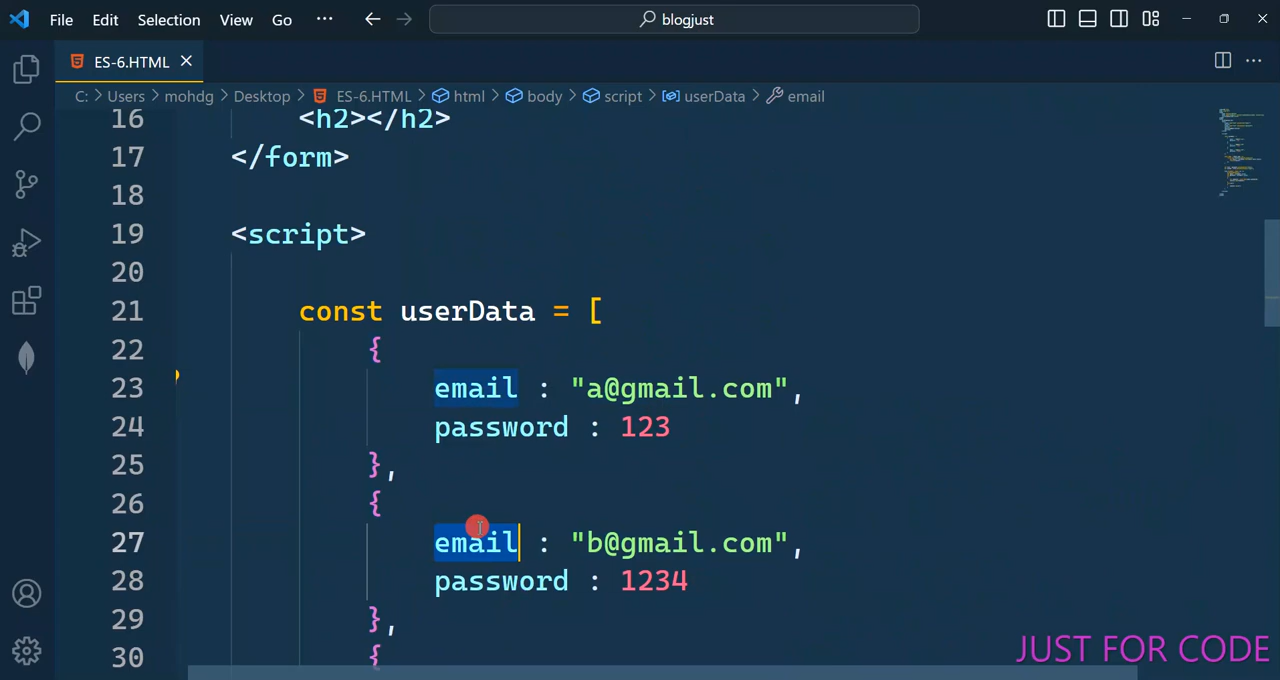 File Edit Selection View Go ··· blogjust
ES-6.HTML
C: > Users > mohdg > Desktop > ES-6.HTML > html > body > script > userData > email
16 <h2></h2>
17 </form>
18
19 <script>
20
21 const userData = [
22 {
23 email : "a@gmail.com",
24 password : 123
25 },
26 {
27 email : "b@gmail.com",
28 password : 1234
29 },
30 {
JUST FOR CODE